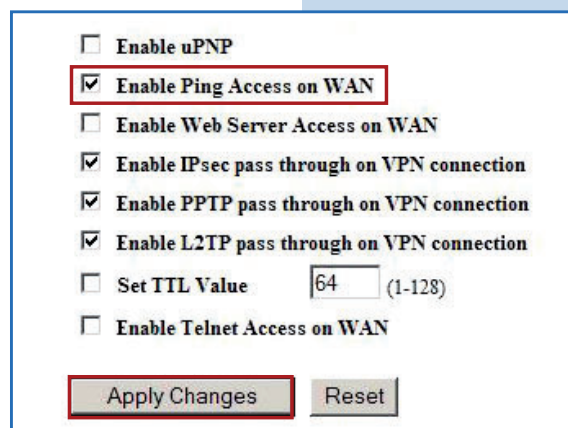 Enable uPNP
Enable Ping Access on WAN
Enable Web Server Access on WAN
Enable IPsec pass through on VPN connection
Enable PPTP pass through on VPN connection
Enable L2TP pass through on VPN connection
Set TTL Value 64 (1-128)
Enable Telnet Access on WAN
Apply Changes Reset